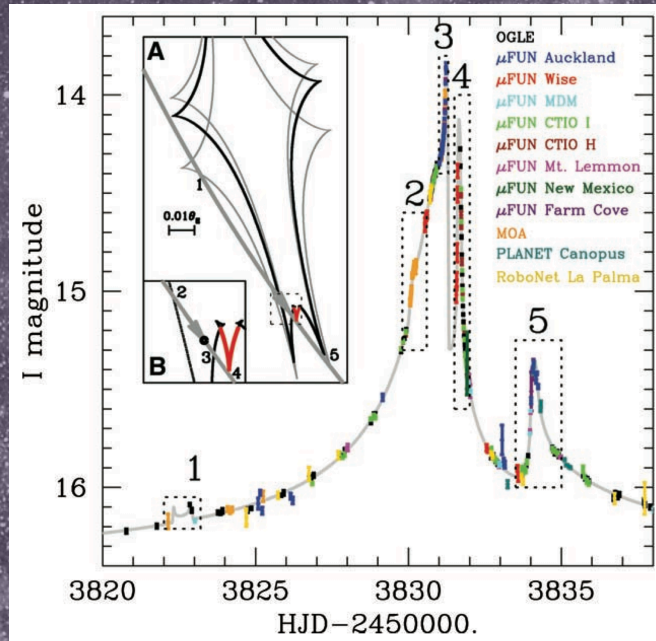 A
1
0.01θE
B
2
3
4
5
OGLE
μFUN Auckland
μFUN Wise
μFUN MDM
μFUN CTIO I
μFUN CTIO H
μFUN Mt. Lemmon
μFUN New Mexico
μFUN Farm Cove
MOA
PLANET Canopus
RoboNet La Palma
3
4
2
5
1
14
15
16
I magnitude
3820
3825
3830
3835
HJD-2450000.